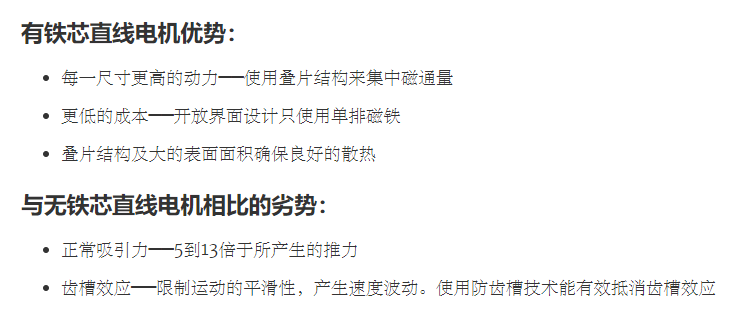 有铁芯直线电机优势：
• 每一尺寸更高的动力——使用叠片结构来集中磁通量
• 更低的成本——开放界面设计只使用单排磁铁
• 叠片结构及大的表面面积确保良好的散热
与无铁芯直线电机相比的劣势：
• 正常吸引力——5到13倍于所产生的推力
• 齿槽效应——限制运动的平滑性，产生速度波动。使用防齿槽技术能有效抵消齿槽效应